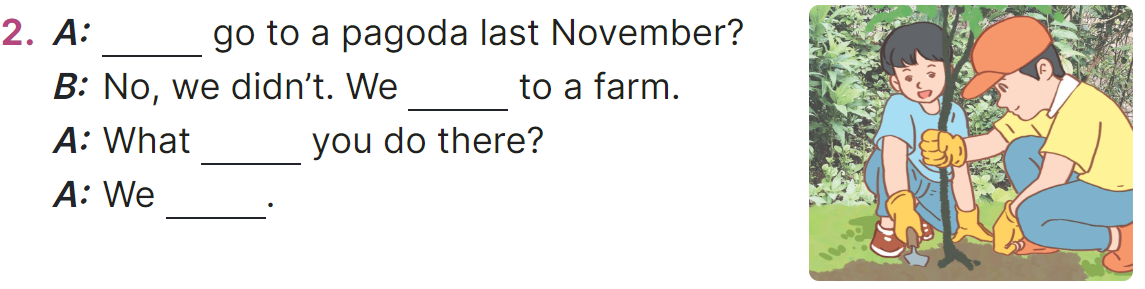 2. A: ______ go to a pagoda last November?
B: No, we didn’t. We ______ to a farm.
A: What ______ you do there?
A: We ______.